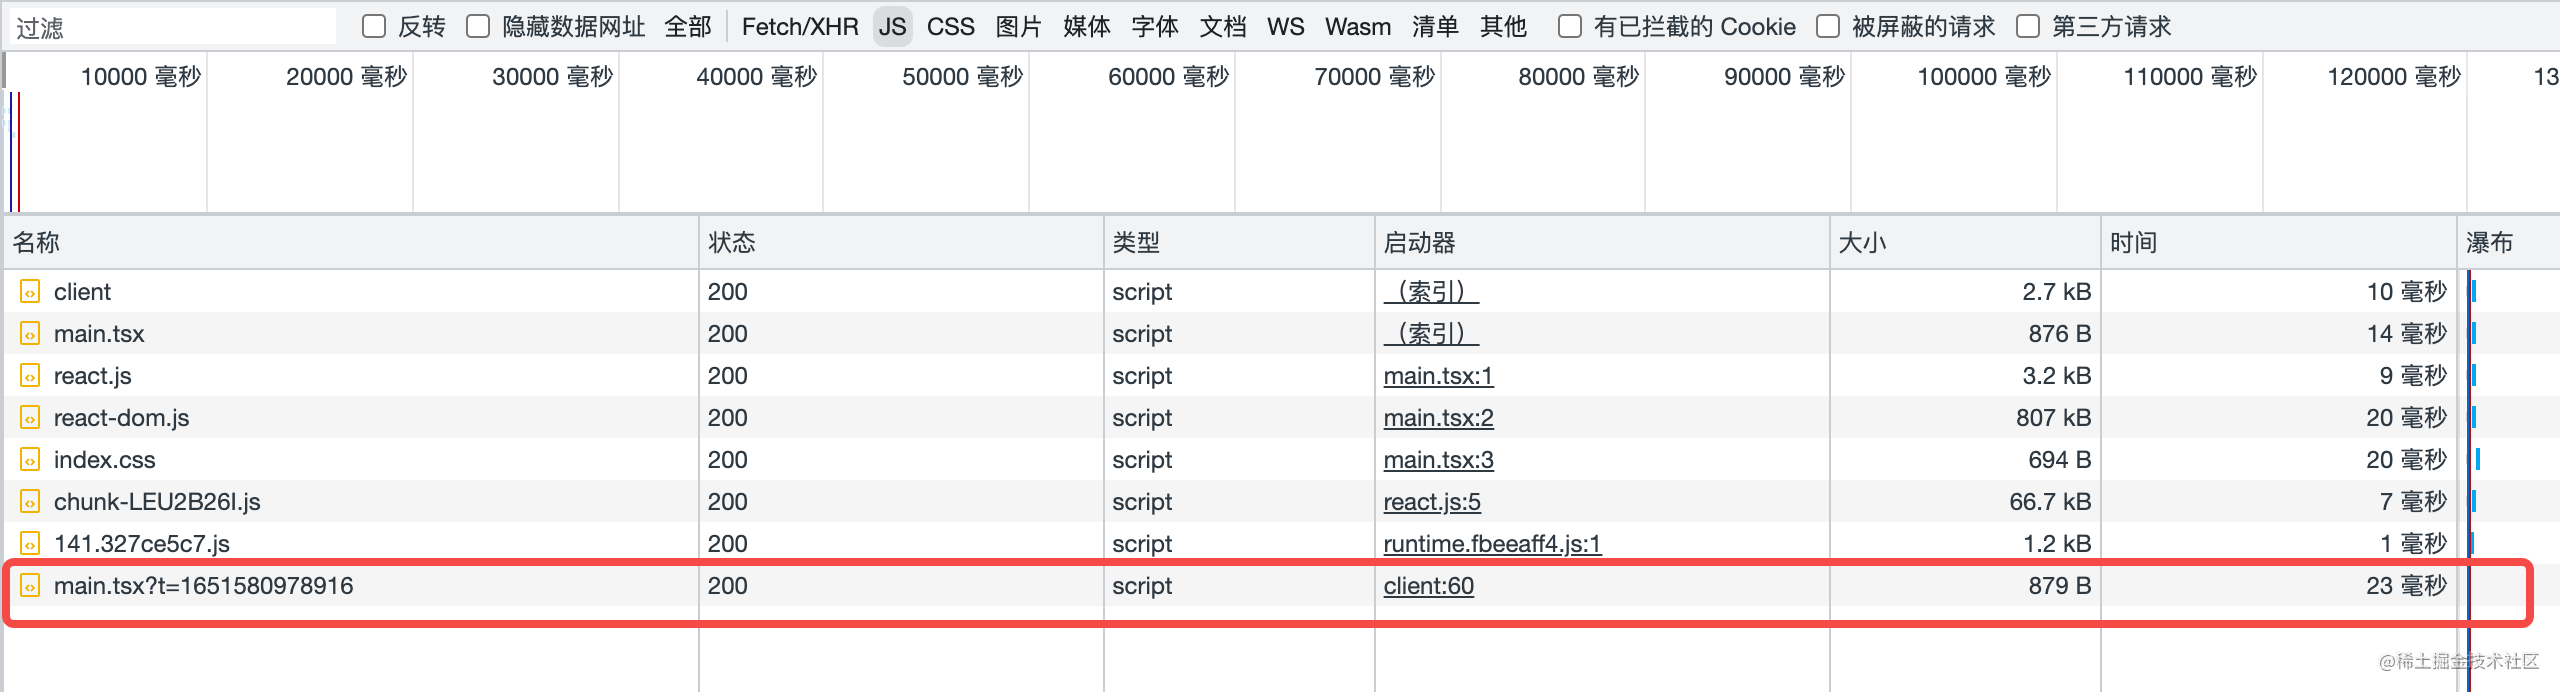 过滤 反转 隐藏数据网址 全部 Fetch/XHR JS CSS 图片 媒体 字体 文档 WS Wasm 清单 其他 有已拦截的 Cookie 被屏蔽的请求 第三方请求
10000 毫秒 20000 毫秒 30000 毫秒 40000 毫秒 50000 毫秒 60000 毫秒 70000 毫秒 80000 毫秒 90000 毫秒 100000 毫秒 110000 毫秒 120000 毫秒 13
名称 状态 类型 启动器 大小 时间 瀑布
client 200 script （索引） 2.7 kB 10 毫秒
main.tsx 200 script （索引） 876 B 14 毫秒
react.js 200 script main.tsx:1 3.2 kB 9 毫秒
react-dom.js 200 script main.tsx:2 807 kB 20 毫秒
index.css 200 script main.tsx:3 694 B 20 毫秒
chunk-LEU2B26I.js 200 script react.js:5 66.7 kB 7 毫秒
141.327ce5c7.js 200 script runtime.fbeeaff4.js:1 1.2 kB 1 毫秒
main.tsx?t=1651580978916 200 script client:60 879 B 23 毫秒
@稀土掘金技术社区